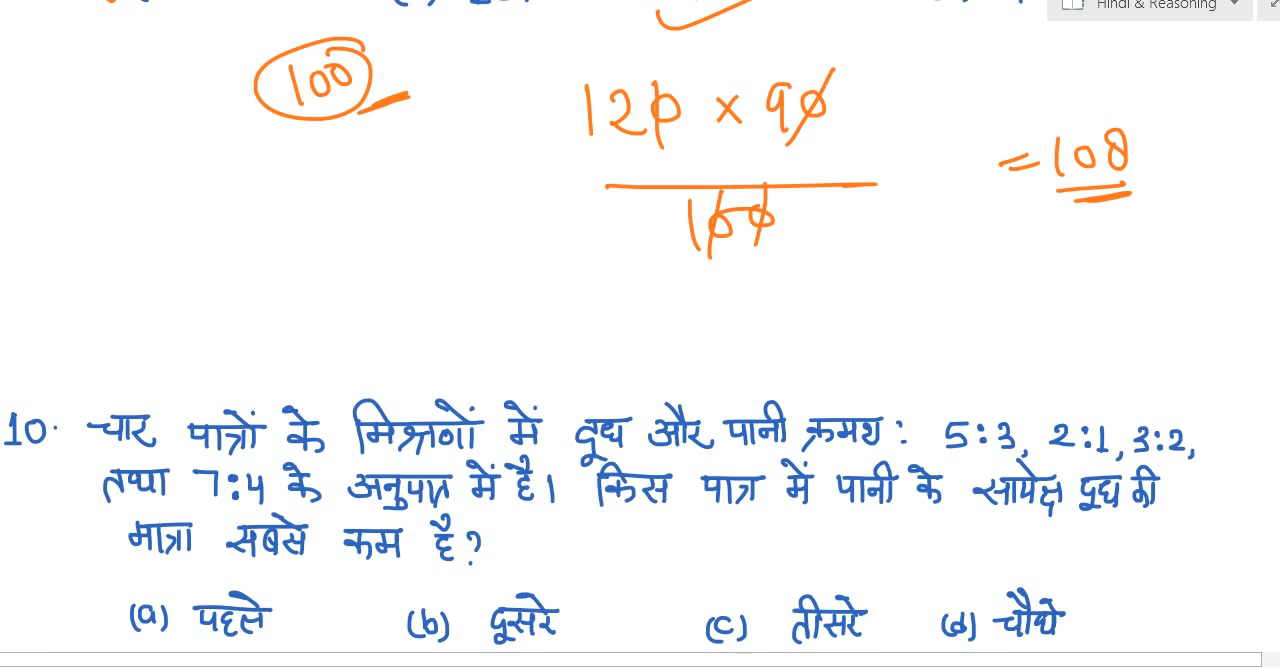 Hindi & Reasoning
100
120 x 90
100
= 108
10. चार पात्रों के मिश्रणों में दूध और पानी क्रमश: 5:3, 2:1, 3:2,
तथा 7:4 के अनुपात में है। किस पात्र में पानी के सापेक्ष दूध की
मात्रा सबसे कम है?
(a) पहले (b) दूसरे (c) तीसरे (d) चौथे